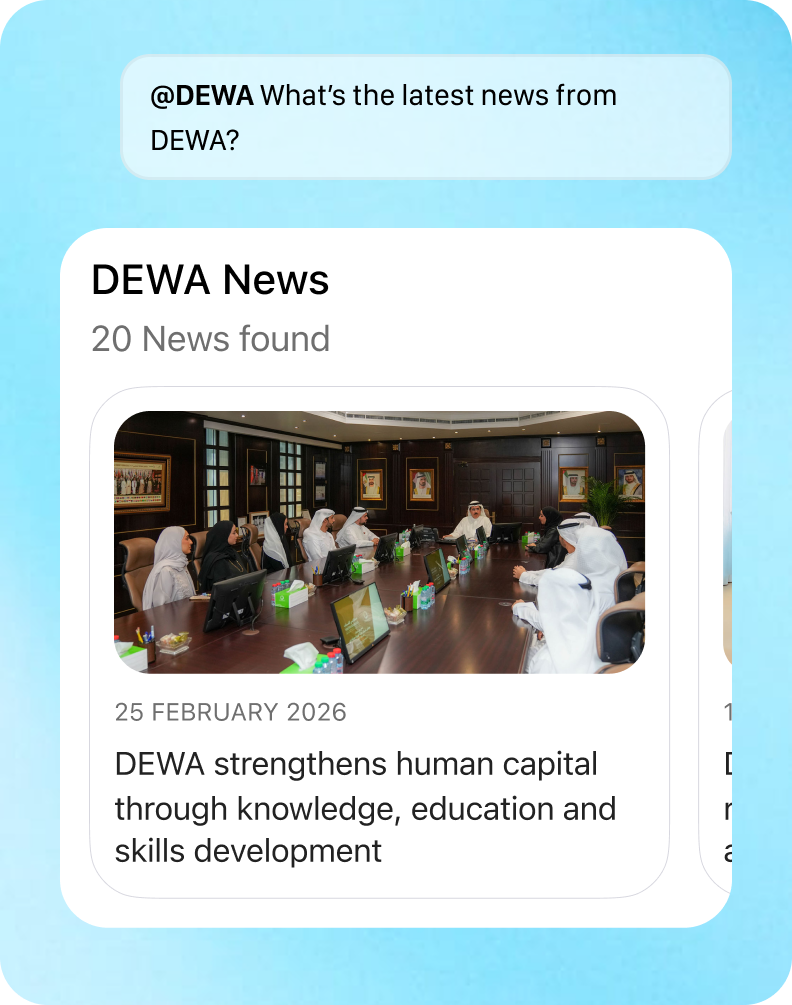 @DEWA What’s the latest news from
DEWA?
DEWA News
20 News found
25 FEBRUARY 2026
DEWA strengthens human capital
through knowledge, education and
skills development